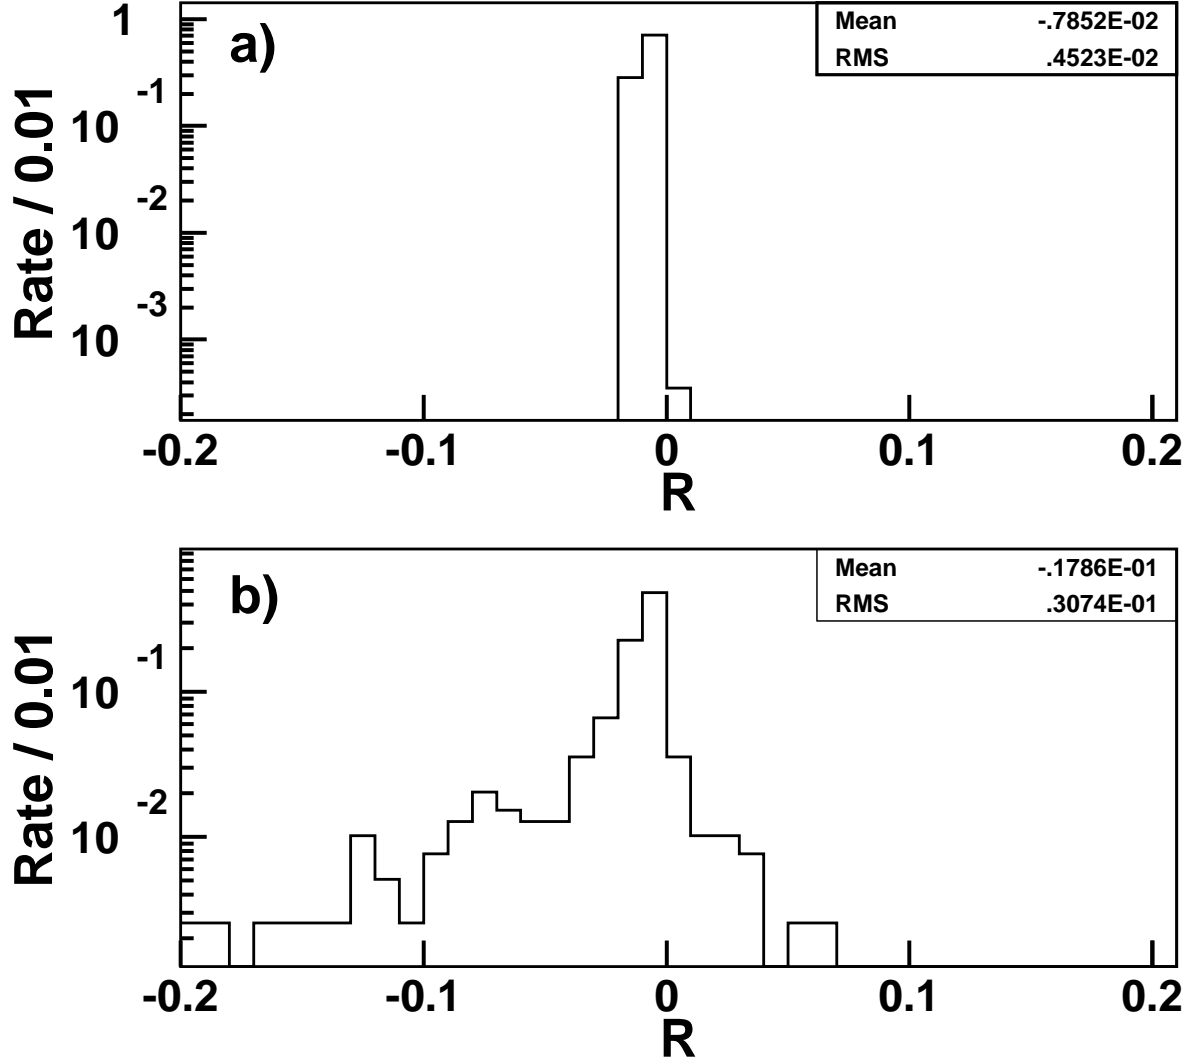 a)
Mean -.7852E-02
RMS .4523E-02
Rate / 0.01
1
10 -1
10 -2
10 -3
-0.2 -0.1 0 0.1 0.2
R
b)
Mean -.1786E-01
RMS .3074E-01
Rate / 0.01
10 -1
10 -2
-0.2 -0.1 0 0.1 0.2
R